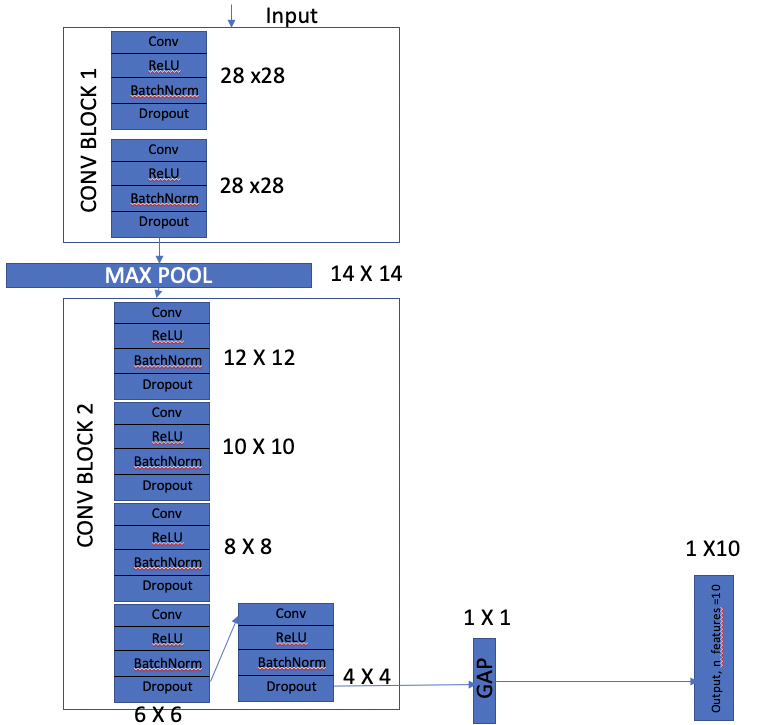 Input
CONV BLOCK 1
Conv
ReLU
BatchNorm
Dropout
28 x28
Conv
ReLU
BatchNorm
Dropout
28 x28
MAX POOL
14 X 14
CONV BLOCK 2
Conv
ReLU
BatchNorm
Dropout
12 X 12
Conv
ReLU
BatchNorm
Dropout
10 X 10
Conv
ReLU
BatchNorm
Dropout
8 X 8
Conv
ReLU
BatchNorm
Dropout
6 X 6
Conv
ReLU
BatchNorm
Dropout
4 X 4
1 X 1
GAP
1 X10
Output, n_features=10